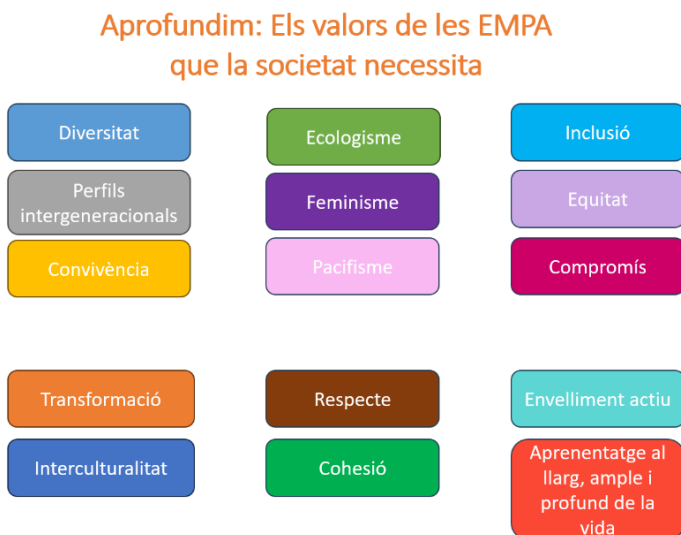 Aprofundim: Els valors de les EMPA
que la societat necessita
Diversitat
Ecologisme
Inclusió
Perfils
intergeneracionals
Feminisme
Equitat
Convivència
Pacifisme
Compromís
Transformació
Respecte
Envelliment actiu
Interculturalitat
Cohesió
Aprenentatge al
llarg, ample i
profund de la
vida